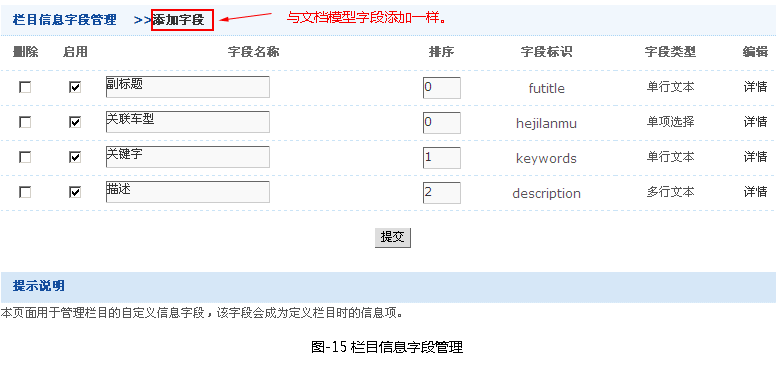 栏目信息字段管理 >>添加字段 与文档模型字段添加一样。
删除 启用 字段名称 排序 字段标识 字段类型 编辑
副标题 0 futitle 单行文本 详情
关联车型 0 hejilanmu 单项选择 详情
关键字 1 keywords 单行文本 详情
描述 2 description 多行文本 详情
提交
提示说明
本页面用于管理栏目的自定义信息字段，该字段会成为定义栏目时的信息项。
图-15 栏目信息字段管理